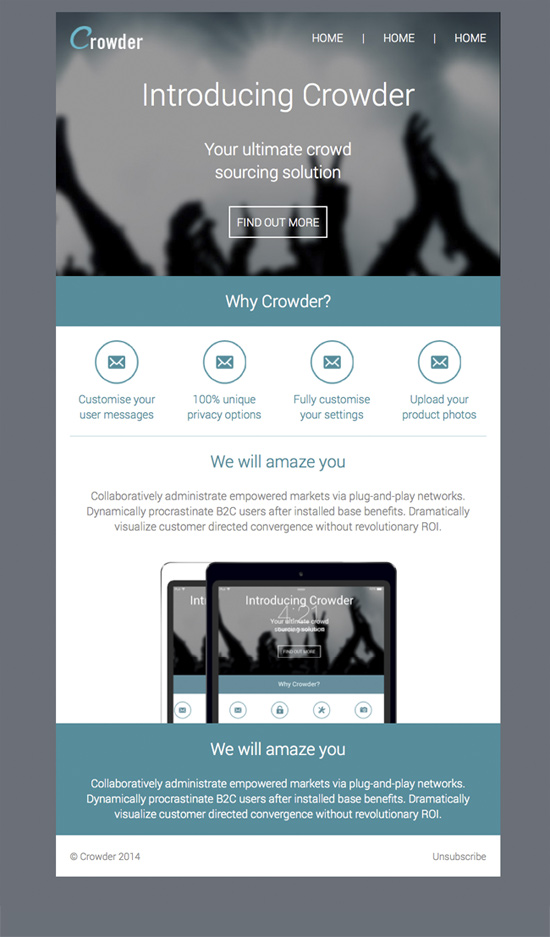 Crowder
HOME | HOME | HOME
Introducing Crowder
Your ultimate crowd
sourcing solution
FIND OUT MORE
Why Crowder?
Customise your
user messages
100% unique
privacy options
Fully customise
your settings
Upload your
product photos
We will amaze you
Collaboratively administrate empowered markets via plug-and-play networks.
Dynamically procrastinate B2C users after installed base benefits. Dramatically
visualize customer directed convergence without revolutionary ROI.
Intr
Introducing Crowder
4:21
Your ultimate crowd
sourcing solution
FIND OUT MORE
Why Crowder?
We will amaze you
Collaboratively administrate empowered markets via plug-and-play networks.
Dynamically procrastinate B2C users after installed base benefits. Dramatically
visualize customer directed convergence without revolutionary ROI.
© Crowder 2014
Unsubscribe